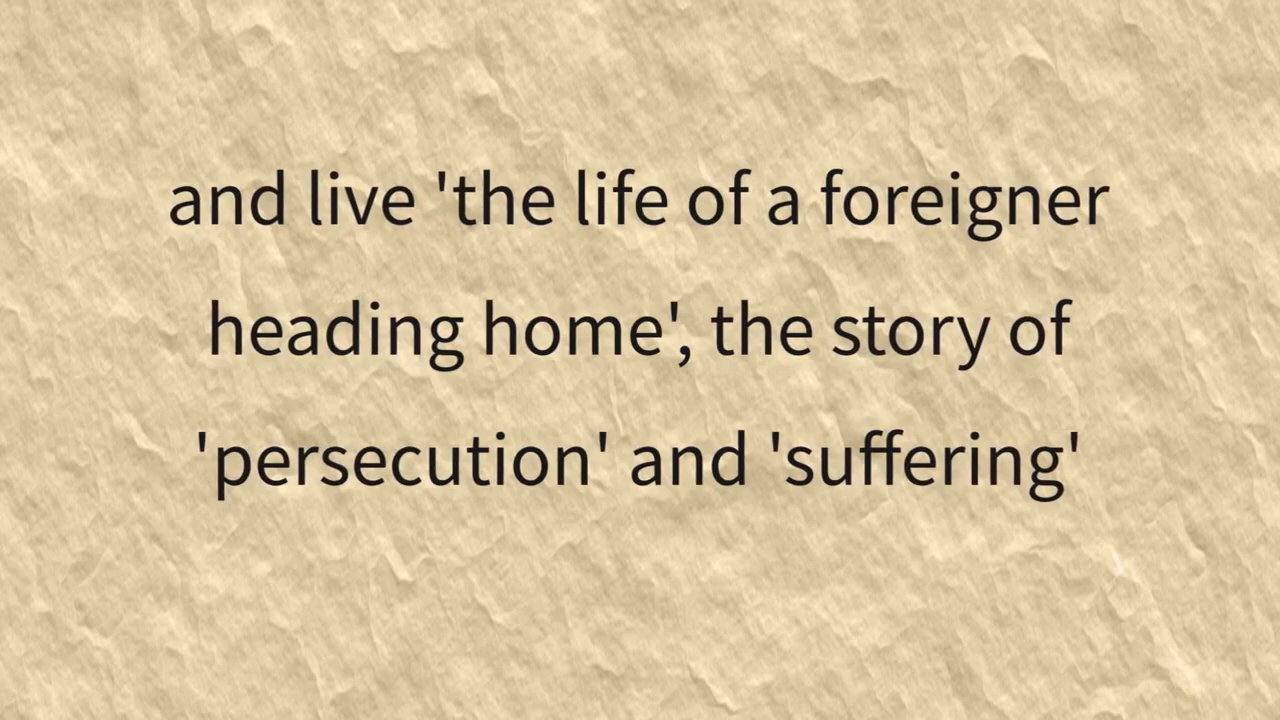 and live 'the life of a foreigner
heading home', the story of
'persecution' and 'suffering'